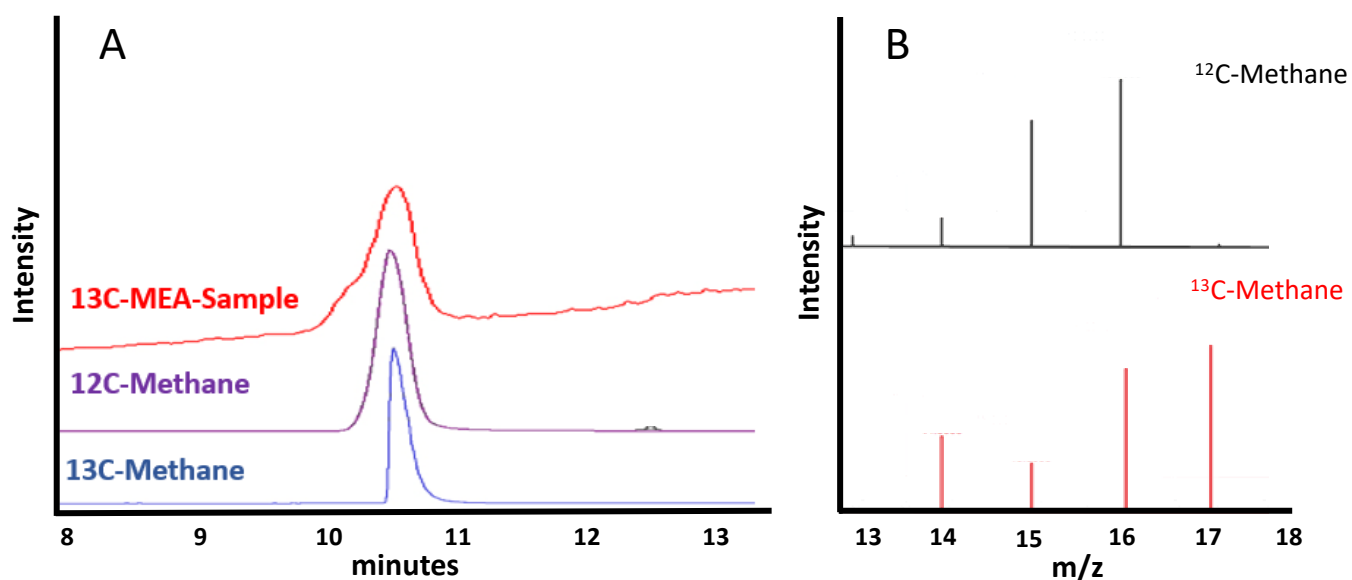 A
Intensity
13C-MEA-Sample
12C-Methane
13C-Methane
8 9 10 11 12 13
minutes
B
Intensity
¹²C-Methane
¹³C-Methane
13 14 15 16 17 18
m/z